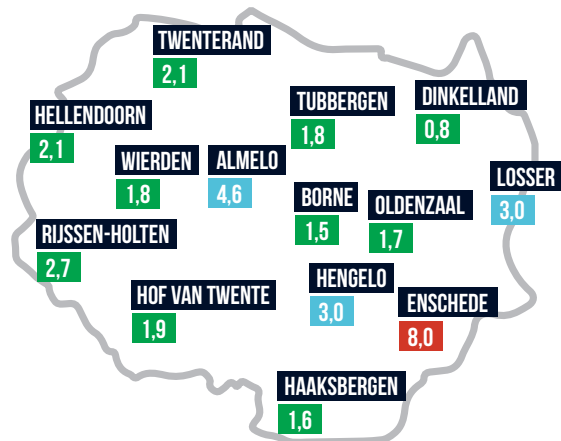 TWENTERAND
2,1
DINKELLAND
0,8
TUBBERGEN
1,8
HELLENDOORN
2,1
WIERDEN
1,8
ALMELO
4,6
LOSSER
3,0
BORNE
1,5
OLDENZAAL
1,7
RIJSSEN-HOLTEN
2,7
HENGELO
3,0
HOF VAN TWENTE
1,9
ENSCHEDE
8,0
HAAKSBERGEN
1,6